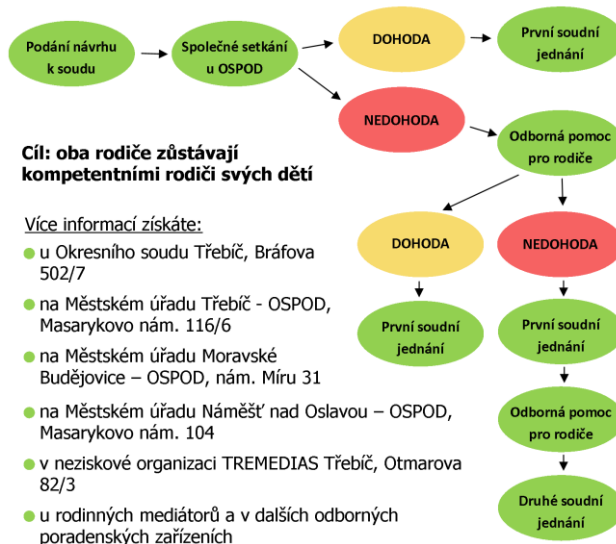 Podání návrhu
k soudu
Společné setkání
u OSPOD
DOHODA
První soudní
jednání
NEDOHODA
Odborná pomoc
pro rodiče
Cíl: oba rodiče zůstávají
kompetentními rodiči svých dětí
DOHODA
NEDOHODA
První soudní
jednání
První soudní
jednání
Odborná pomoc
pro rodiče
Druhé soudní
jednání
Více informací získáte:
u Okresního soudu Třebíč, Bráfova
502/7
na Městském úřadu Třebíč - OSPOD,
Masarykovo nám. 116/6
na Městském úřadu Moravské
Budějovice – OSPOD, nám. Míru 31
na Městském úřadu Náměšť nad Oslavou – OSPOD,
Masarykovo nám. 104
v neziskové organizaci TREMEDIAS Třebíč, Otmarova
82/3
u rodinných mediátorů a v dalších odborných
poradenských zařízeních